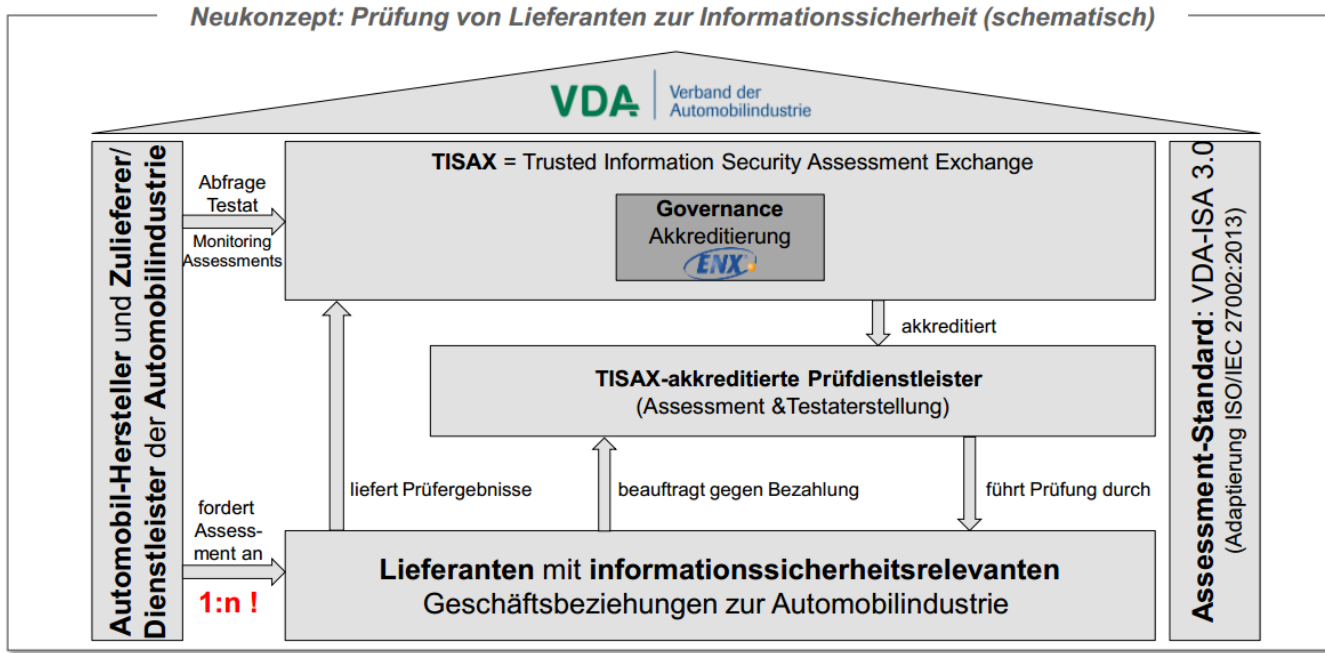 Neukonzept: Prüfung von Lieferanten zur Informationssicherheit (schematisch)
VDA
Verband der
Automobilindustrie
Automobil-Hersteller und Zulieferer/
Dienstleister der Automobilindustrie
Abfrage
Testat
Monitoring
Assessments
TISAX = Trusted Information Security Assessment Exchange
Governance
Akkreditierung
ENX
akkreditiert
TISAX-akkreditierte Prüfdienstleister
(Assessment &Testaterstellung)
liefert Prüfergebnisse
beauftragt gegen Bezahlung
führt Prüfung durch
fordert
Assess-
ment an
1:n !
Lieferanten mit informationssicherheitsrelevanten
Geschäftsbeziehungen zur Automobilindustrie
Assessment-Standard: VDA-ISA 3.0
(Adaptierung ISO/IEC 27002:2013)